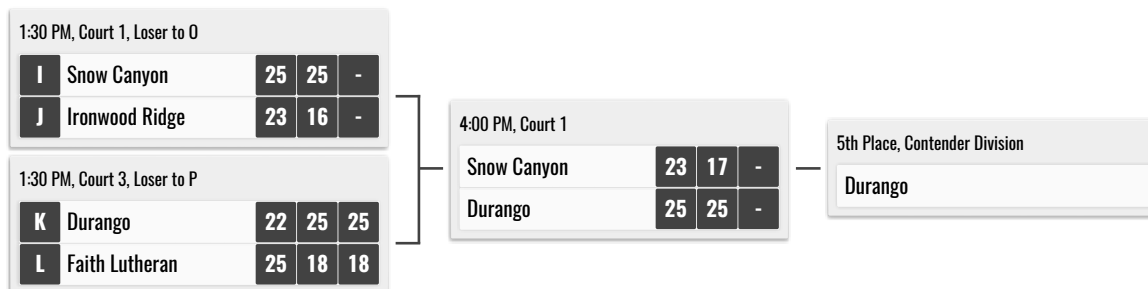 1:30 PM, Court 1, Loser to O
I Snow Canyon 25 25 -
J Ironwood Ridge 23 16 -
1:30 PM, Court 3, Loser to P
K Durango 22 25 25
L Faith Lutheran 25 18 18
4:00 PM, Court 1
Snow Canyon 23 17 -
Durango 25 25 -
5th Place, Contender Division
Durango